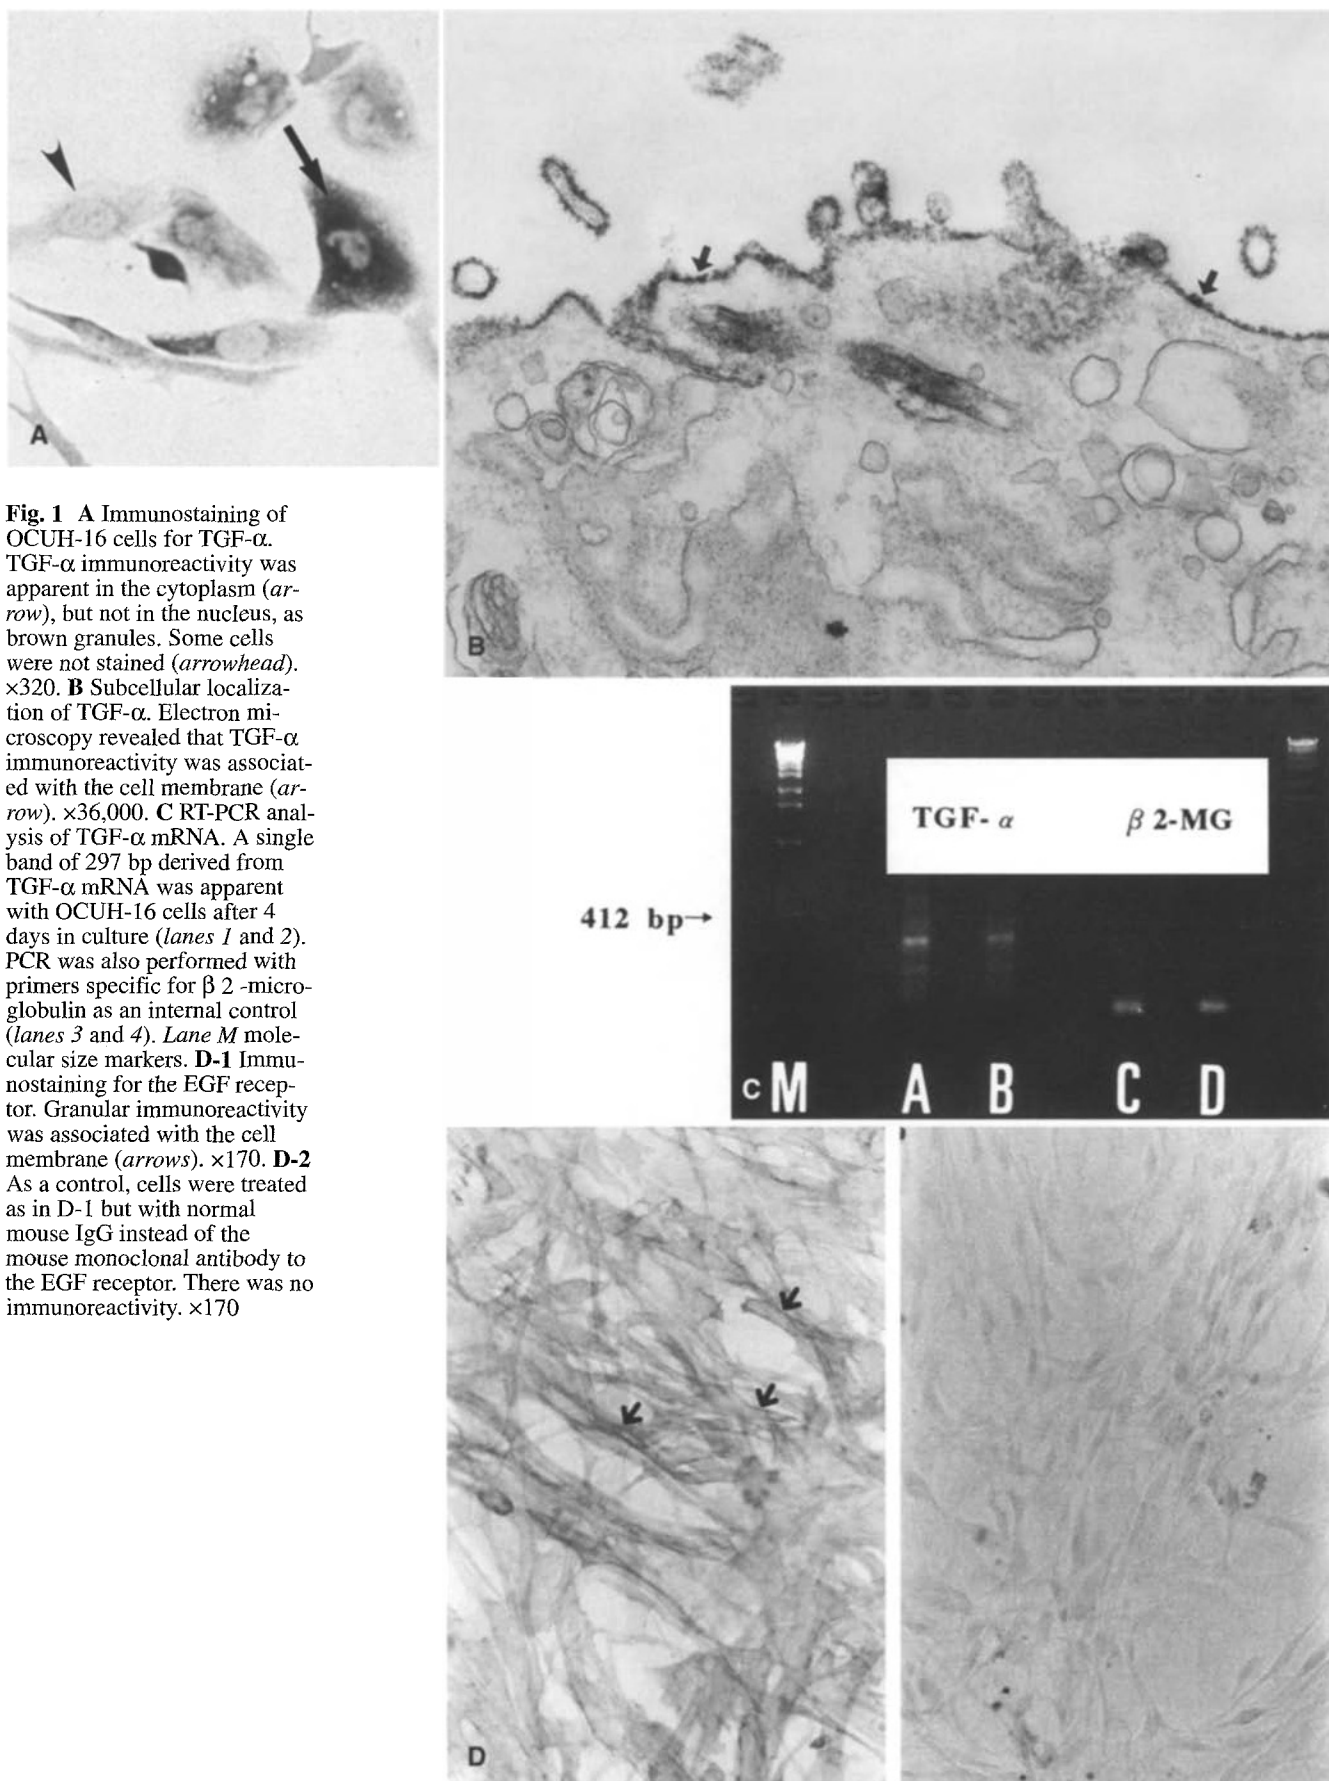 A
B
Fig. 1 A Immunostaining of
OCUH-16 cells for TGF-α.
TGF-α immunoreactivity was
apparent in the cytoplasm (ar-
row), but not in the nucleus, as
brown granules. Some cells
were not stained (arrowhead).
×320. B Subcellular localiza-
tion of TGF-α. Electron mi-
croscopy revealed that TGF-α
immunoreactivity was associat-
ed with the cell membrane (ar-
row). ×36,000. C RT-PCR anal-
ysis of TGF-α mRNA. A single
band of 297 bp derived from
TGF-α mRNA was apparent
with OCUH-16 cells after 4
days in culture (lanes 1 and 2).
PCR was also performed with
primers specific for β 2 -micro-
globulin as an internal control
(lanes 3 and 4). Lane M mole-
cular size markers. D-1 Immu-
nostaining for the EGF recep-
tor. Granular immunoreactivity
was associated with the cell
membrane (arrows). ×170. D-2
As a control, cells were treated
as in D-1 but with normal
mouse IgG instead of the
mouse monoclonal antibody to
the EGF receptor. There was no
immunoreactivity. ×170
TGF- α β 2-MG
412 bp→
C M A B C D
D